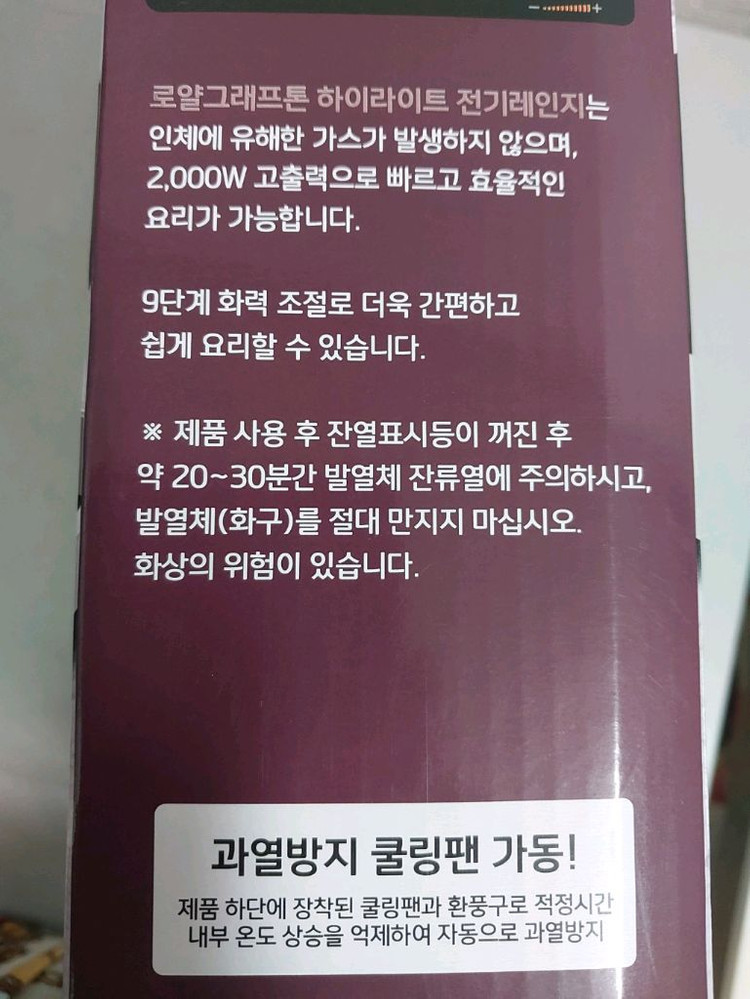 로얄그래프톤 하이라이트 전기레인지는
인체에 유해한 가스가 발생하지 않으며,
2,000W 고출력으로 빠르고 효율적인
요리가 가능합니다.
9단계 화력 조절로 더욱 간편하고
쉽게 요리할 수 있습니다.
※ 제품 사용 후 잔열표시등이 꺼진 후
약 20~30분간 발열체 잔류열에 주의하시고,
발열체(화구)를 절대 만지지 마십시오.
화상의 위험이 있습니다.
과열방지 쿨링팬 가동!
제품 하단에 장착된 쿨링팬과 환풍구로 적정시간
내부 온도 상승을 억제하여 자동으로 과열방지